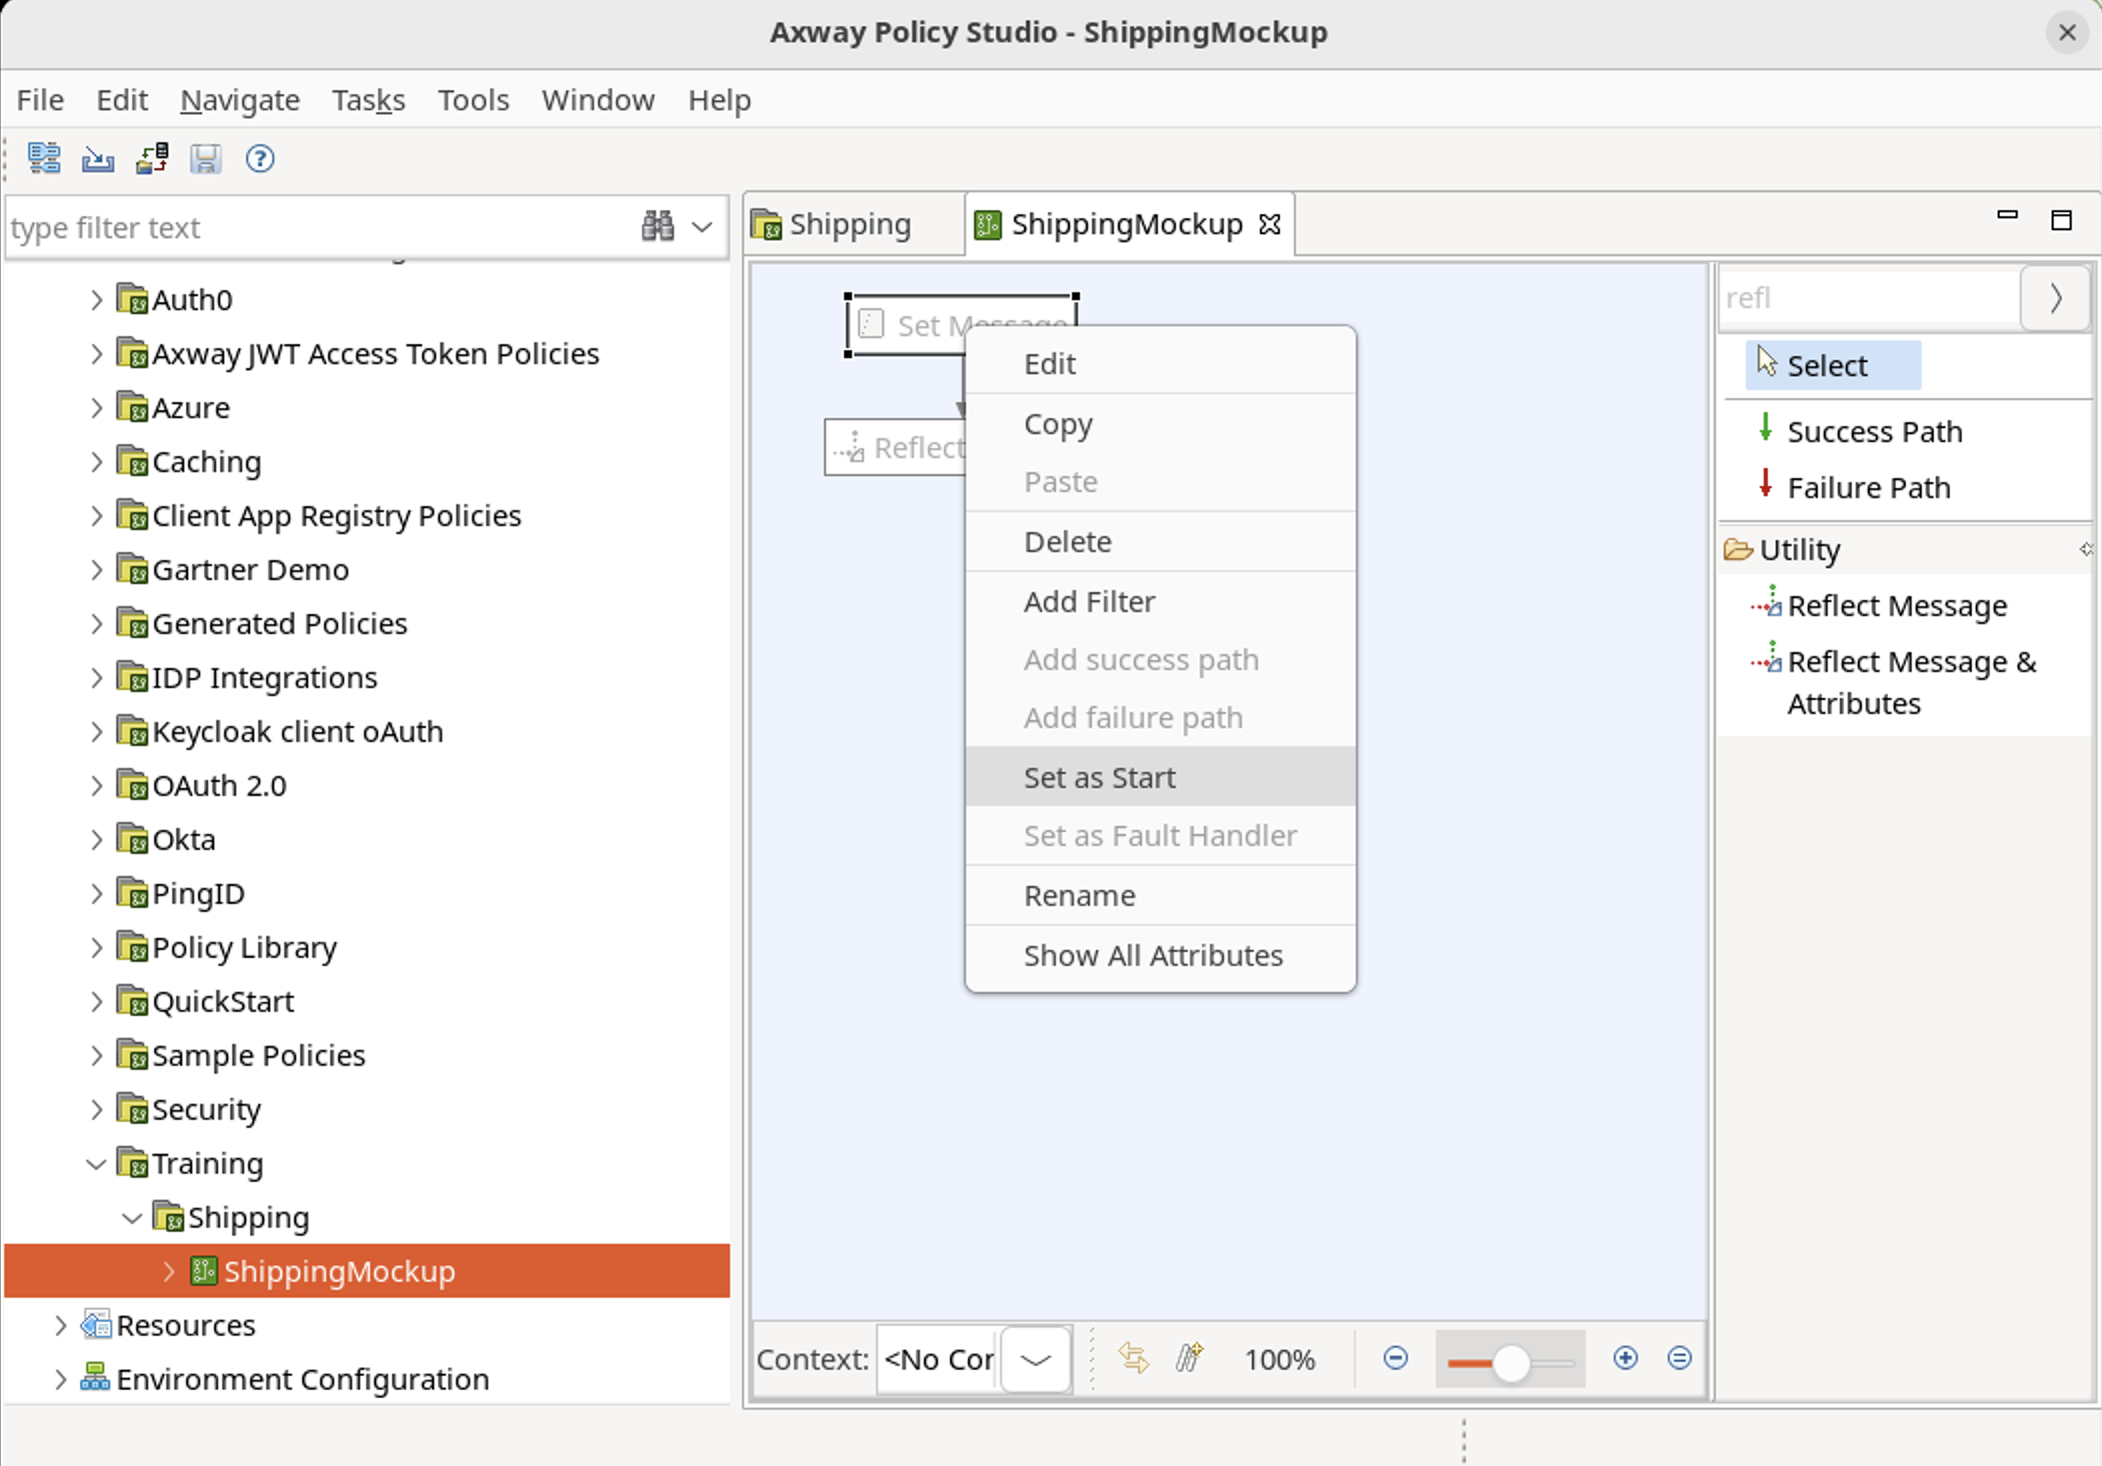 Axway Policy Studio - ShippingMockup
File Edit Navigate Tasks Tools Window Help
type filter text
Auth0
Axway JWT Access Token Policies
Azure
Caching
Client App Registry Policies
Gartner Demo
Generated Policies
IDP Integrations
Keycloak client oAuth
OAuth 2.0
Okta
PingID
Policy Library
QuickStart
Sample Policies
Security
Training
Shipping
ShippingMockup
Resources
Environment Configuration
Shipping
ShippingMockup
Set Message
Reflect
Edit
Copy
Paste
Delete
Add Filter
Add success path
Add failure path
Set as Start
Set as Fault Handler
Rename
Show All Attributes
Context: <No Cor
100%
refl
Select
Success Path
Failure Path
Utility
Reflect Message
Reflect Message &
Attributes